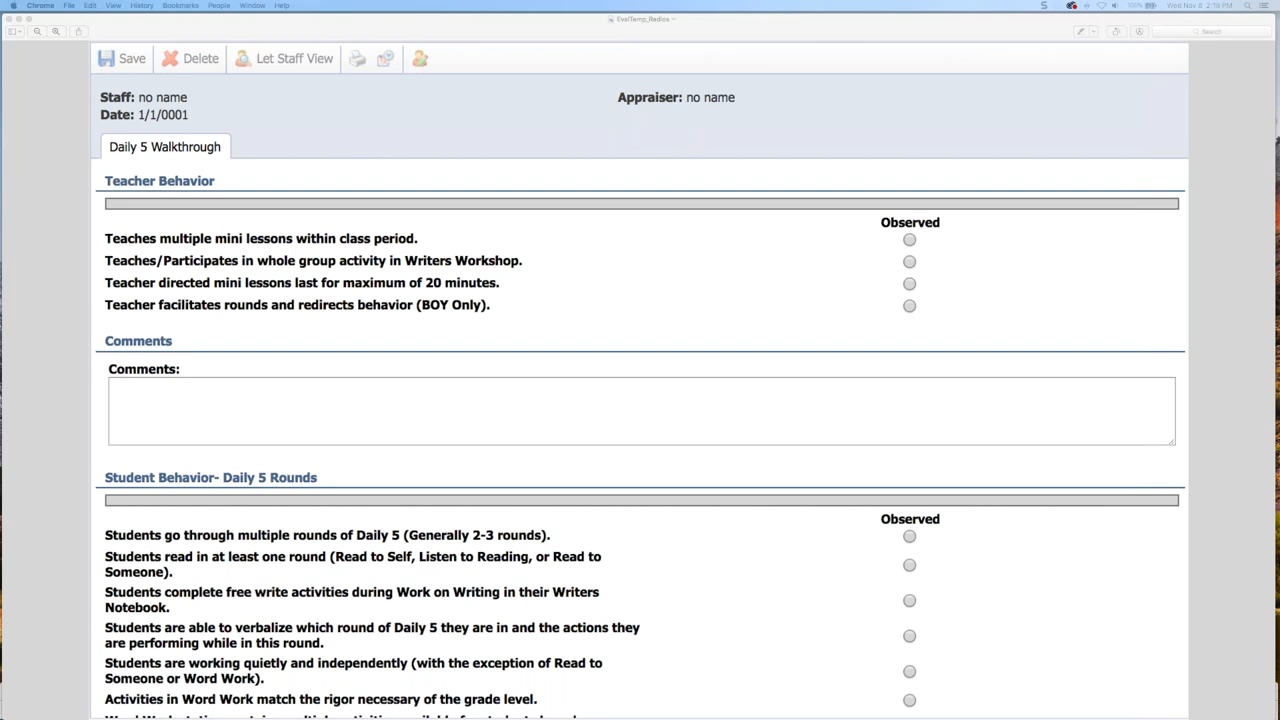 Chrome File Edit View History Bookmarks People Window Help
100% Wed Nov 8 2:18 PM
EvalTemp_Radios
Search
Save Delete Let Staff View
Staff: no name Appraiser: no name
Date: 1/1/0001
Daily 5 Walkthrough
Teacher Behavior
Observed
Teaches multiple mini lessons within class period.
Teaches/Participates in whole group activity in Writers Workshop.
Teacher directed mini lessons last for maximum of 20 minutes.
Teacher facilitates rounds and redirects behavior (BOY Only).
Comments
Comments:
Student Behavior- Daily 5 Rounds
Observed
Students go through multiple rounds of Daily 5 (Generally 2-3 rounds).
Students read in at least one round (Read to Self, Listen to Reading, or Read to
Someone).
Students complete free write activities during Work on Writing in their Writers
Notebook.
Students are able to verbalize which round of Daily 5 they are in and the actions they
are performing while in this round.
Students are working quietly and independently (with the exception of Read to
Someone or Word Work).
Activities in Word Work match the rigor necessary of the grade level.